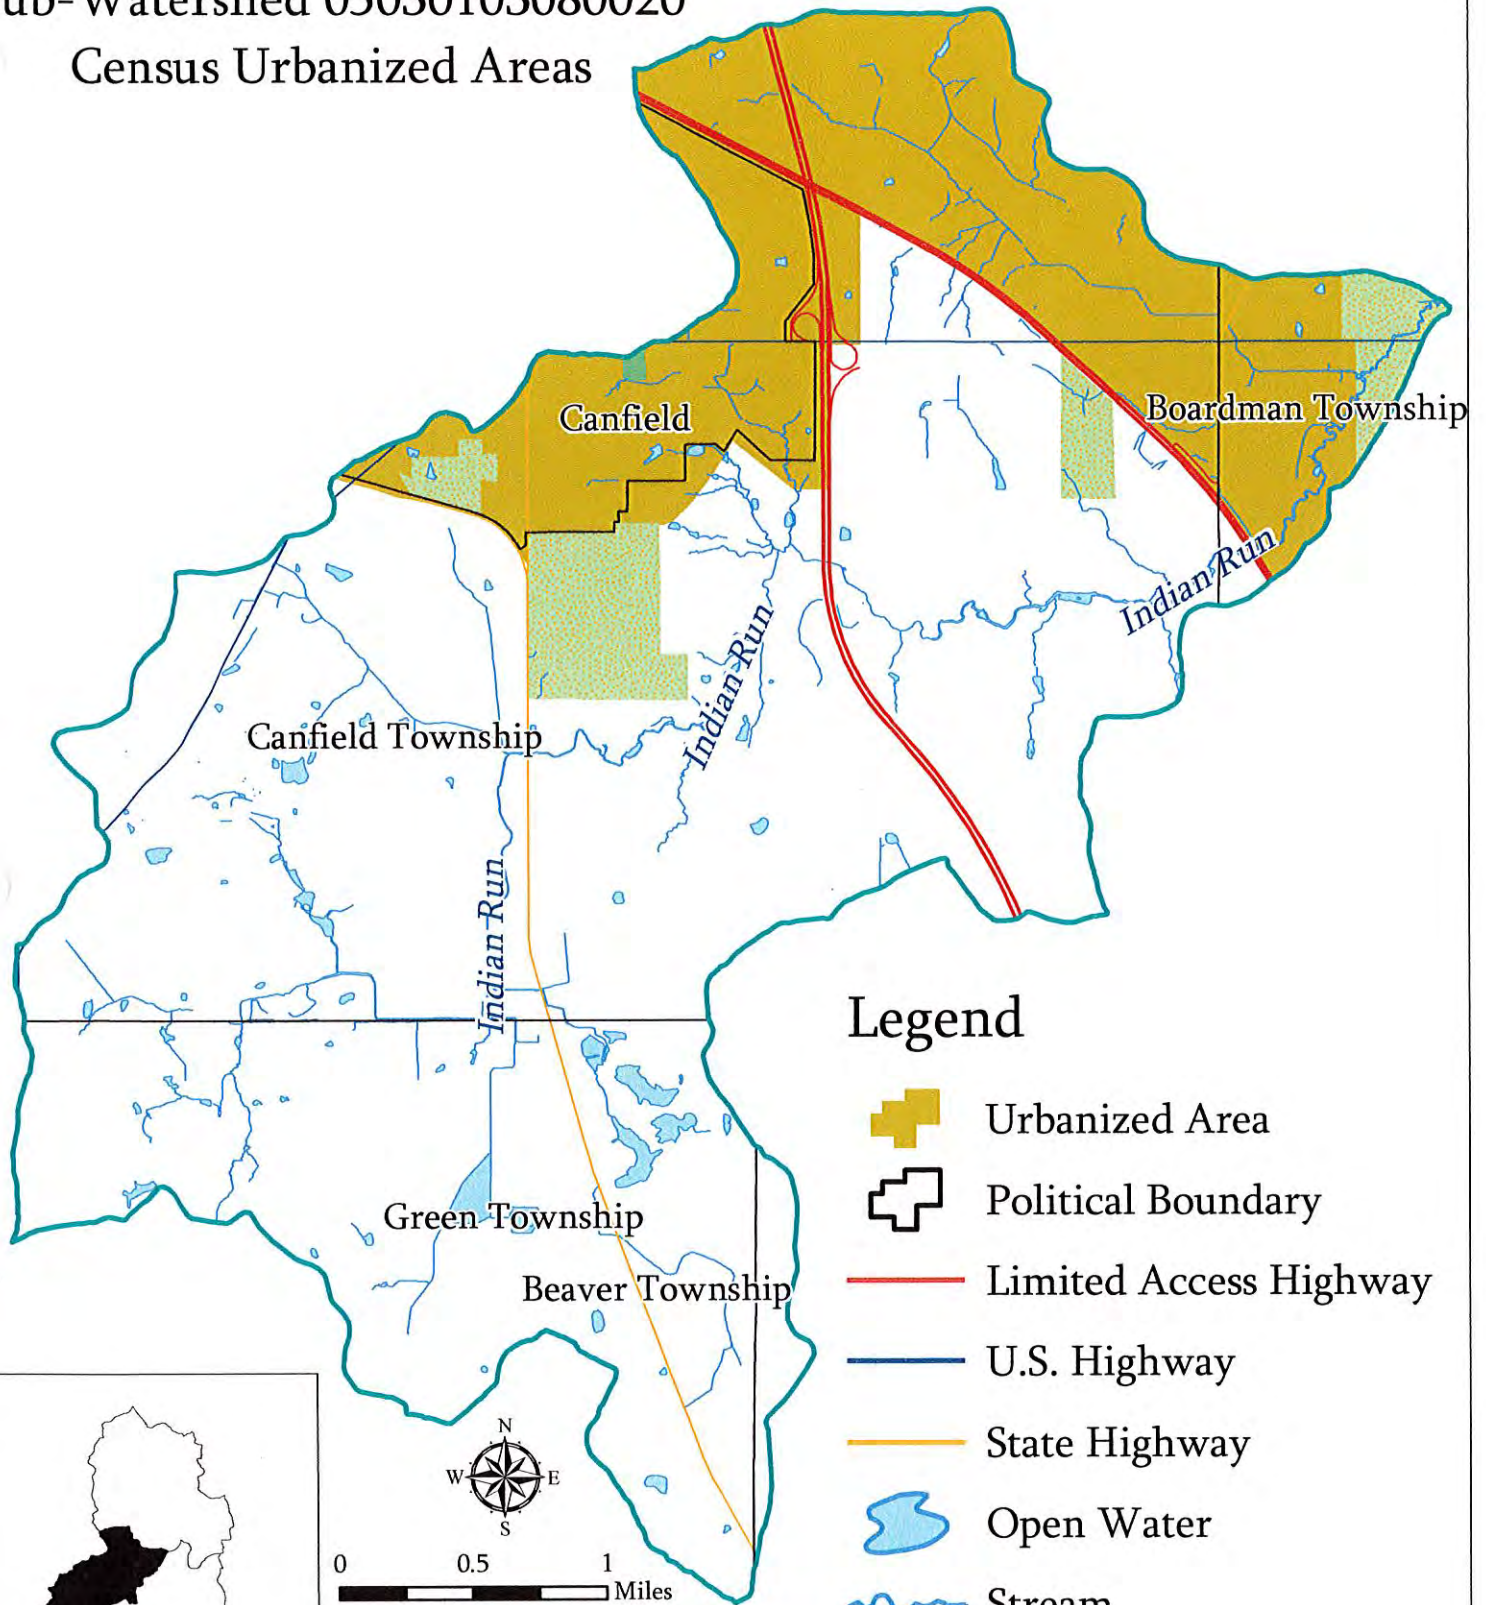 Census Urbanized Areas
Canfield
Boardman Township
Indian Run
Indian Run
Canfield Township
Indian Run
Legend
Urbanized Area
Political Boundary
Green Township
Limited Access Highway
Beaver Township
U.S. Highway
State Highway
N
W E
S
Open Water
0 0.5 1
Miles
Stream